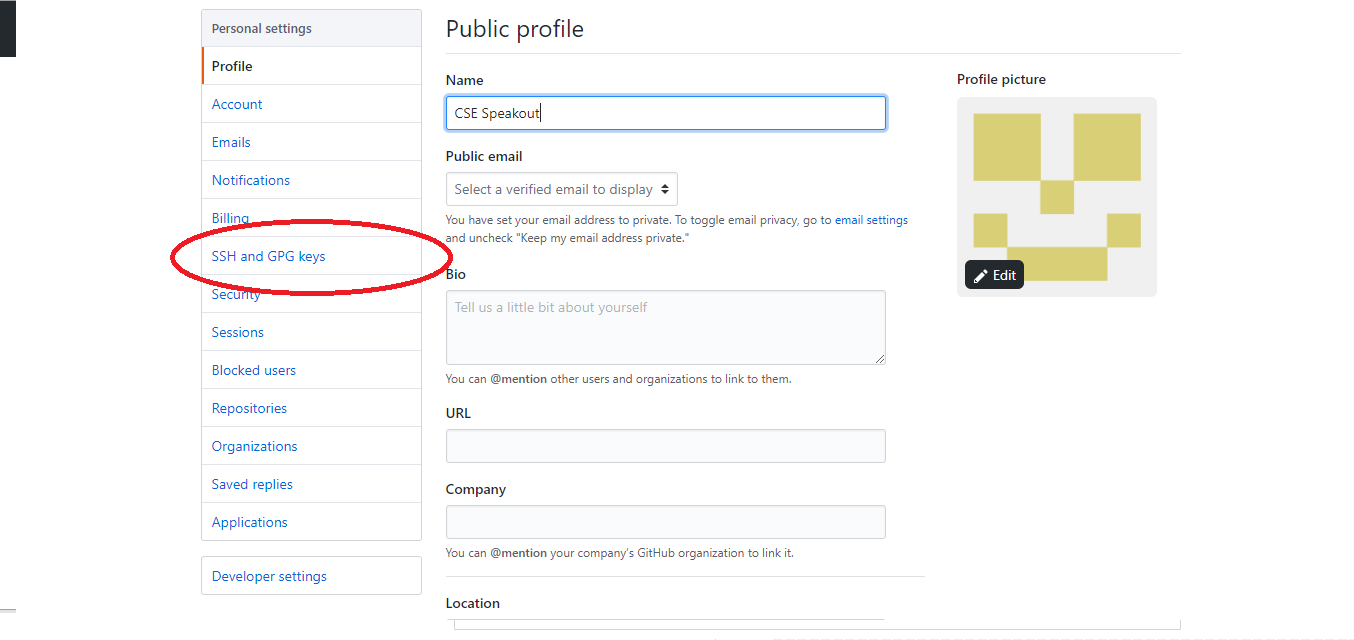 Personal settings
Profile
Account
Emails
Notifications
Billing
SSH and GPG keys
Security
Sessions
Blocked users
Repositories
Organizations
Saved replies
Applications
Developer settings
Public profile
Name
CSE Speakout
Public email
Select a verified email to display
You have set your email address to private. To toggle email privacy, go to email settings
and uncheck "Keep my email address private."
Bio
Tell us a little bit about yourself
You can @mention other users and organizations to link to them.
URL
Company
You can @mention your company's GitHub organization to link it.
Location
Profile picture
Edit